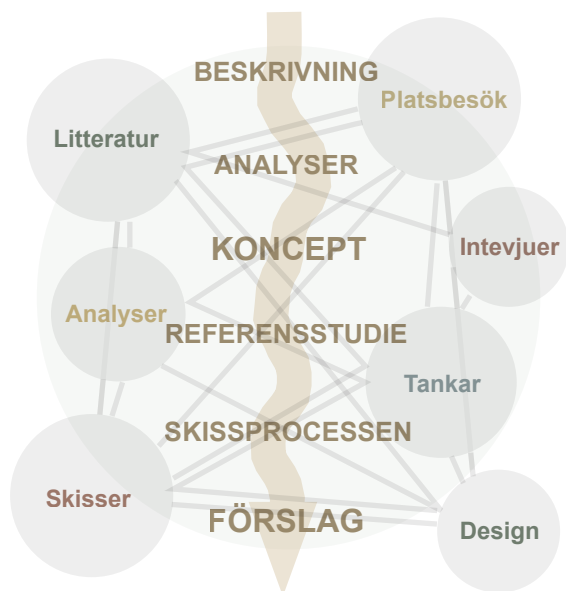 BESKRIVNING
Platsbesök
Litteratur
ANALYSER
KONCEPT
Intevjuer
Analyser
REFERENSSTUDIE
Tankar
SKISSPROCESSEN
Skisser
FÖRSLAG
Design